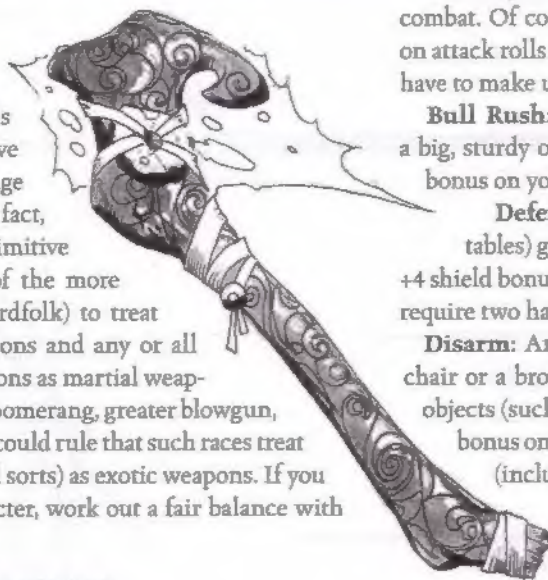 s
ve
ge
fact,
imitive
of the more
rdfolk) to treat
ons and any or all
ons as martial weap-
oomerang, greater blowgun,
could rule that such races treat
sorts) as exotic weapons. If you
cter, work out a fair balance with
combat. Of co
on attack rolls
have to make u
Bull Rush:
a big, sturdy o
bonus on yo
Defe
tables) g
+4 shield bonu
require two ha
Disarm: Ar
chair or a bro
objects (such
bonus on
(inclu